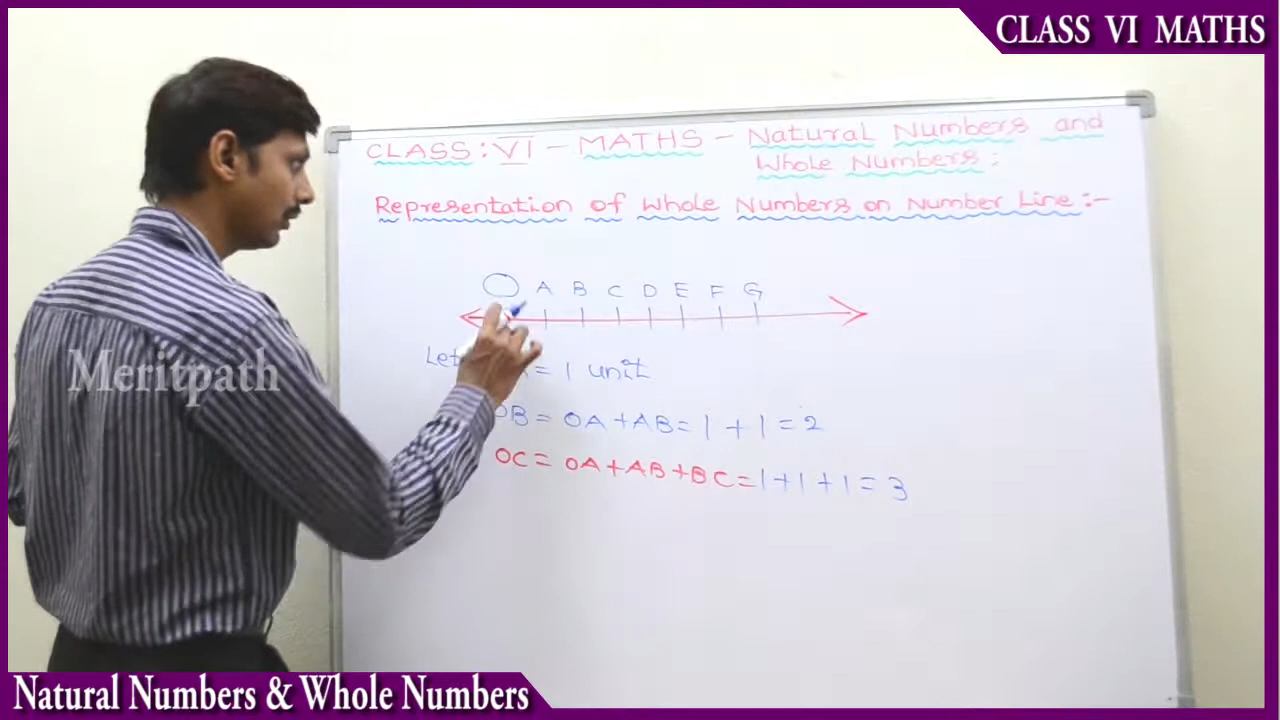 CLASS VI MATHS
CLASS : VI - MATHS - Natural Numbers and
Whole Numbers :
Representation of Whole Numbers on Number Line :-
O A B C D E F G
Let = 1 unit
OB = OA + AB = 1 + 1 = 2
OC = OA + AB + BC = 1 + 1 + 1 = 3
Meritpath
Natural Numbers & Whole Numbers